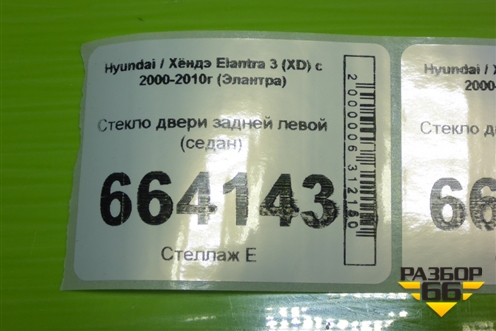 Hyundai / Хёндэ Elantra 3 (XD) с
2000-2010г (Элантра)
Стекло двери задней левой
(седан)
664143
Стеллаж Е
2000006312160
Hyundai / Х
2000-
Стекло д
66
РАЗБОР
66